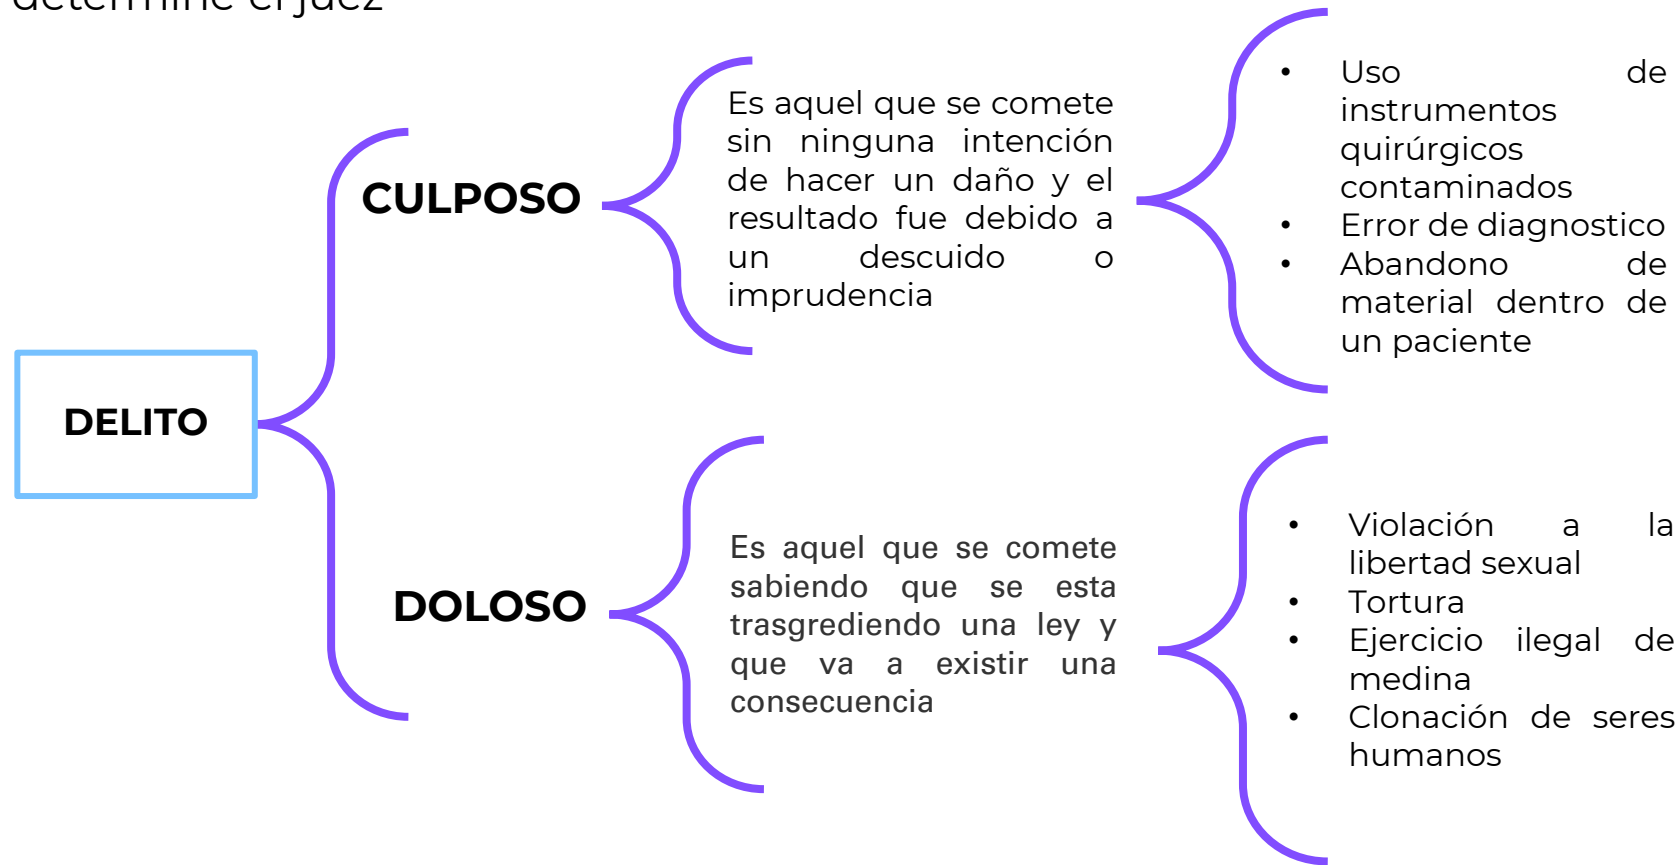 determine el juez
DELITO
CULPOSO
Es aquel que se comete
sin ninguna intención
de hacer un daño y el
resultado fue debido a
un descuido o
imprudencia
• Uso de
instrumentos
quirúrgicos
contaminados
• Error de diagnostico
• Abandono de
material dentro de
un paciente
DOLOSO
Es aquel que se comete
sabiendo que se esta
trasgrediendo una ley y
que va a existir una
consecuencia
• Violación a la
libertad sexual
• Tortura
• Ejercicio ilegal de
medina
• Clonación de seres
humanos